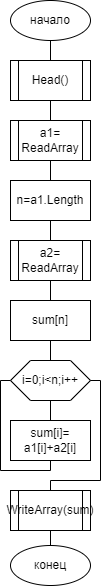 начало
Head()
a1=
ReadArray
n=a1.Length
a2=
ReadArray
sum[n]
i=0;i<n;i++
sum[i]=
a1[i]+a2[i]
WriteArray(sum)
конец